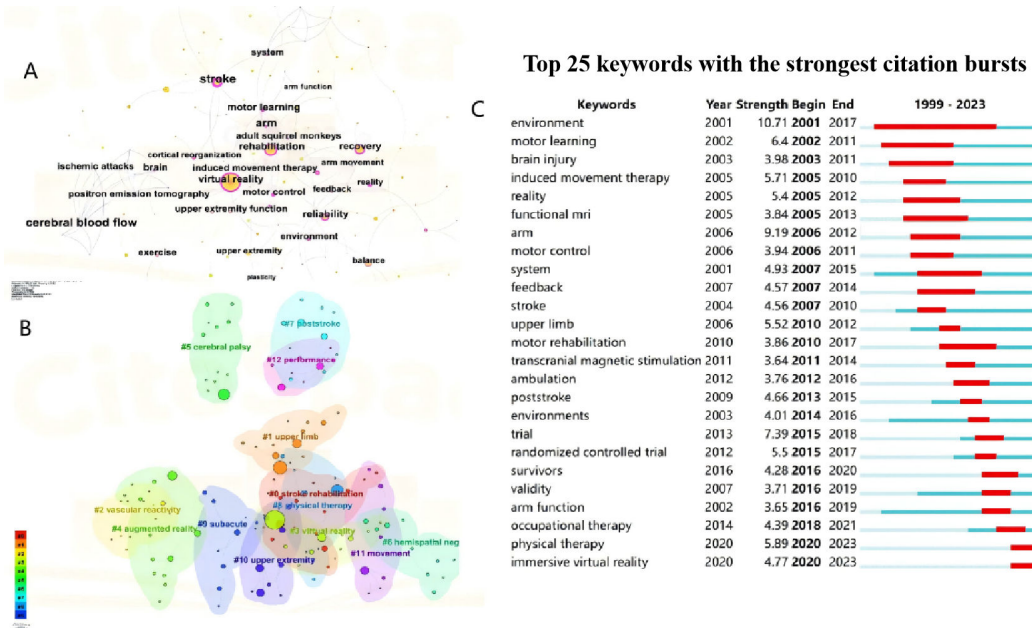 A
system
stroke
arm function
motor learning
arm
adult squirrel monkeys
rehabilitation
recovery
cortical reorganization
arm movement
ischemic attacks
brain
induced movement therapy
virtual reality
reality
feedback
positron emission tomography
motor control
upper extremity function
reliability
cerebral blood flow
environment
exercise
upper extremity
balance
plasticity
B
#7 poststroke
#5 cerebral palsy
#12 performance
#1 upper limb
#0 stroke rehabilitation
#8 physical therapy
#2 vascular reactivity
#4 augmented reality
#9 subacute
#3 virtual reality
#6 hemispatial neg
#11 movement
#10 upper extremity
Top 25 keywords with the strongest citation bursts
C
Keywords Year Strength Begin End 1999 - 2023
environment 2001 10.71 2001 2017
motor learning 2002 6.4 2002 2011
brain injury 2003 3.98 2003 2011
induced movement therapy 2005 5.71 2005 2010
reality 2005 5.4 2005 2012
functional mri 2005 3.84 2005 2013
arm 2006 9.19 2006 2012
motor control 2006 3.94 2006 2011
system 2001 4.93 2007 2015
feedback 2007 4.57 2007 2014
stroke 2004 4.56 2007 2010
upper limb 2006 5.52 2010 2012
motor rehabilitation 2010 3.86 2010 2017
transcranial magnetic stimulation 2011 3.64 2011 2014
ambulation 2012 3.76 2012 2016
poststroke 2009 4.66 2013 2015
environments 2003 4.01 2014 2016
trial 2013 7.39 2015 2018
randomized controlled trial 2012 5.5 2015 2017
survivors 2016 4.28 2016 2020
validity 2007 3.71 2016 2019
arm function 2002 3.65 2016 2019
occupational therapy 2014 4.39 2018 2021
physical therapy 2020 5.89 2020 2023
immersive virtual reality 2020 4.77 2020 2023